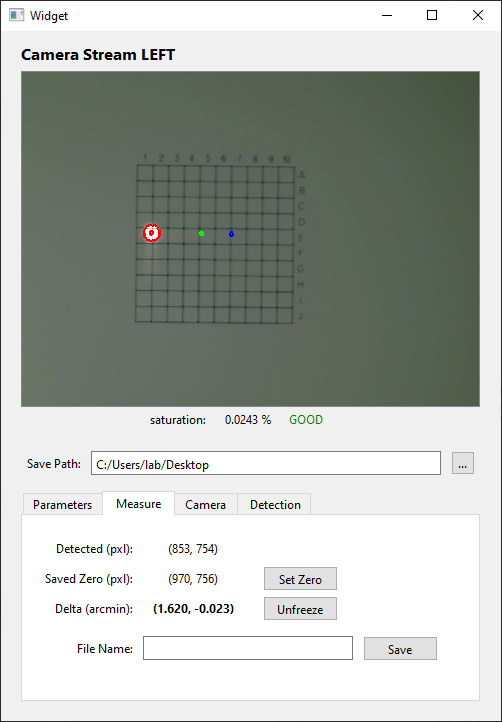 Widget
Camera Stream LEFT
1 2 3 4 5 6 7 8 9 10
A
B
C
D
E
F
G
H
I
J
saturation: 0.0243 % GOOD
Save Path: C:/Users/lab/Desktop ...
Parameters Measure Camera Detection
Detected (pxl): (853, 754)
Saved Zero (pxl): (970, 756) Set Zero
Delta (arcmin): (1.620, -0.023) Unfreeze
File Name: Save